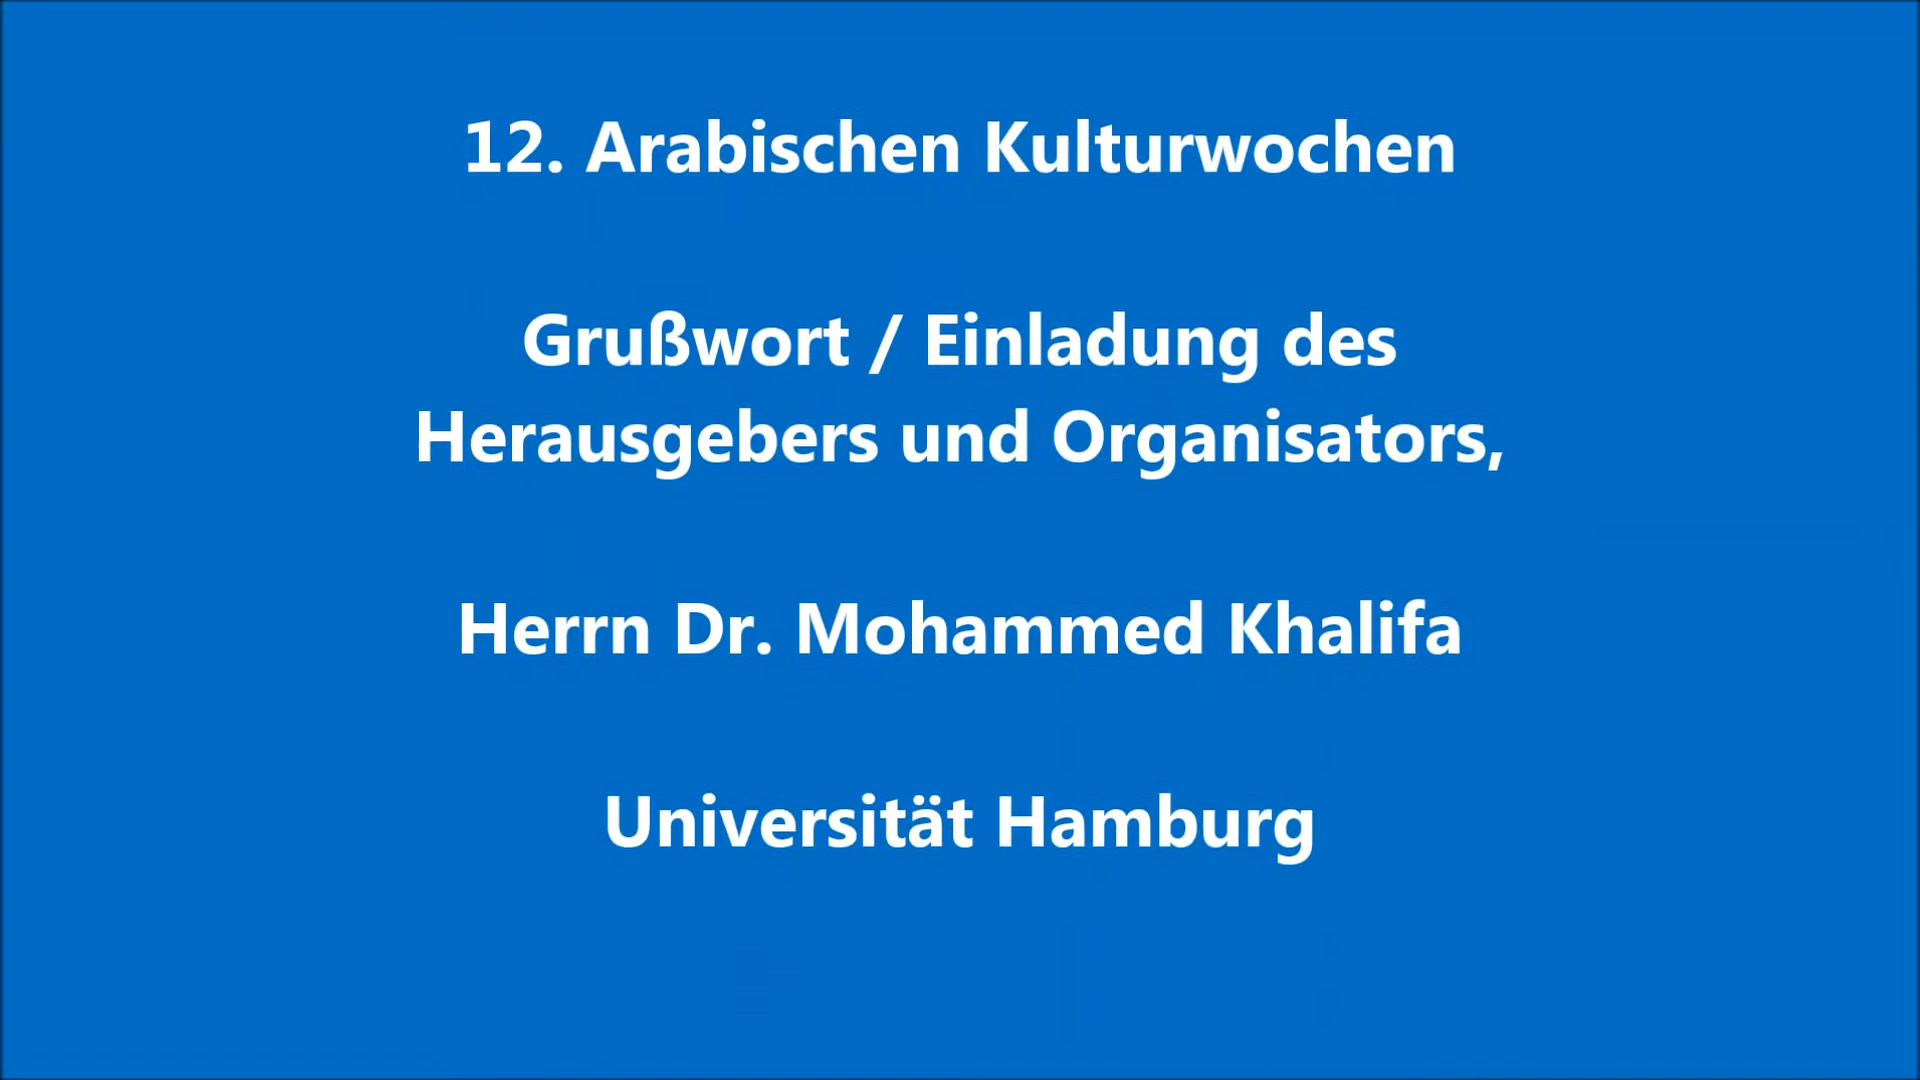 12. Arabischen Kulturwochen
Grußwort / Einladung des
Herausgebers und Organisators,
Herrn Dr. Mohammed Khalifa
Universität Hamburg